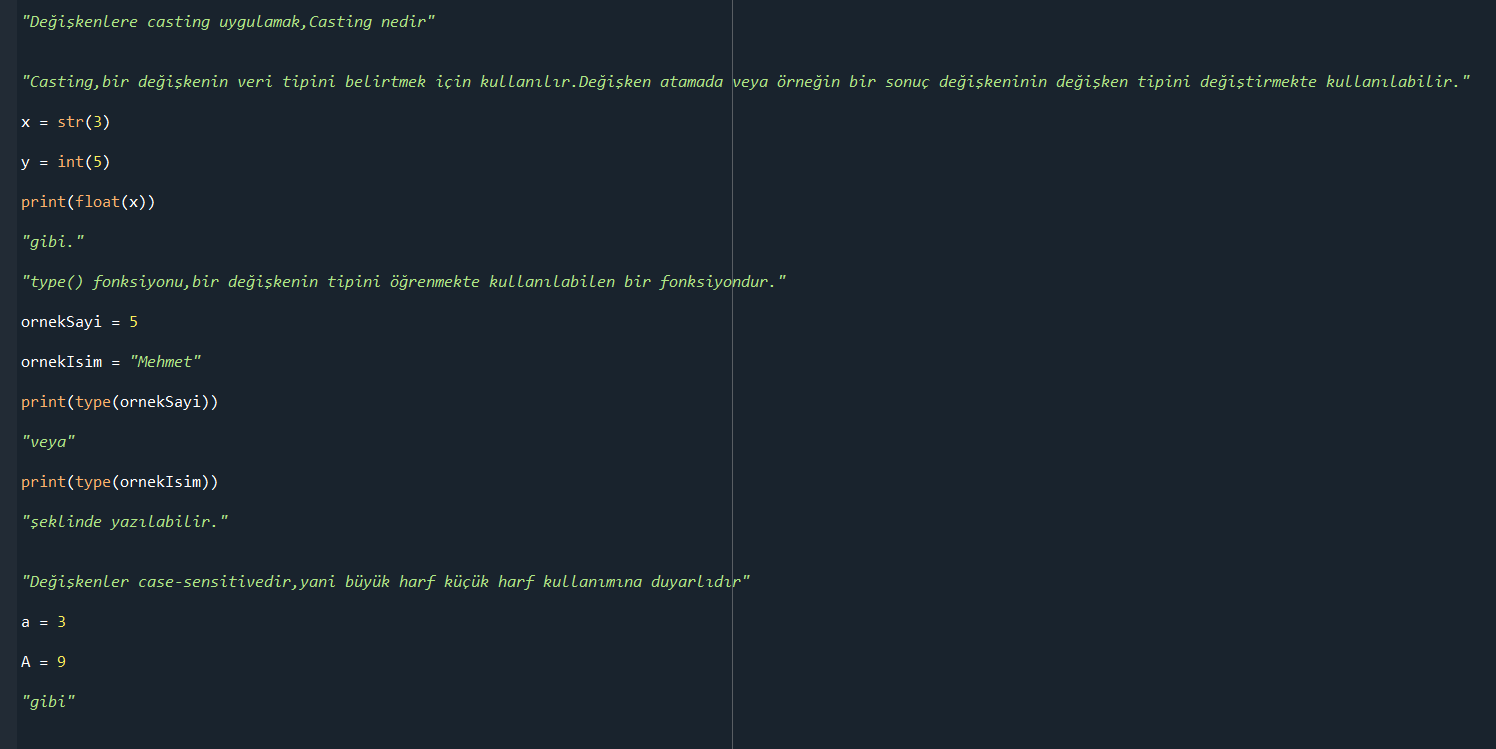 "Değişkenlere casting uygulamak,Casting nedir"
"Casting,bir değişkenin veri tipini belirtmek için kullanılır.Değişken atamada veya örneğin bir sonuç değişkeninin değişken tipini değiştirmekte kullanılabilir."
x = str(3)
y = int(5)
print(float(x))
"gibi."
"type() fonksiyonu,bir değişkenin tipini öğrenmekte kullanılabilen bir fonksiyondur."
ornekSayi = 5
ornekIsim = "Mehmet"
print(type(ornekSayi))
"veya"
print(type(ornekIsim))
"şeklinde yazılabilir."
"Değişkenler case-sensitivedir,yani büyük harf küçük harf kullanımına duyarlıdır"
a = 3
A = 9
"gibi"